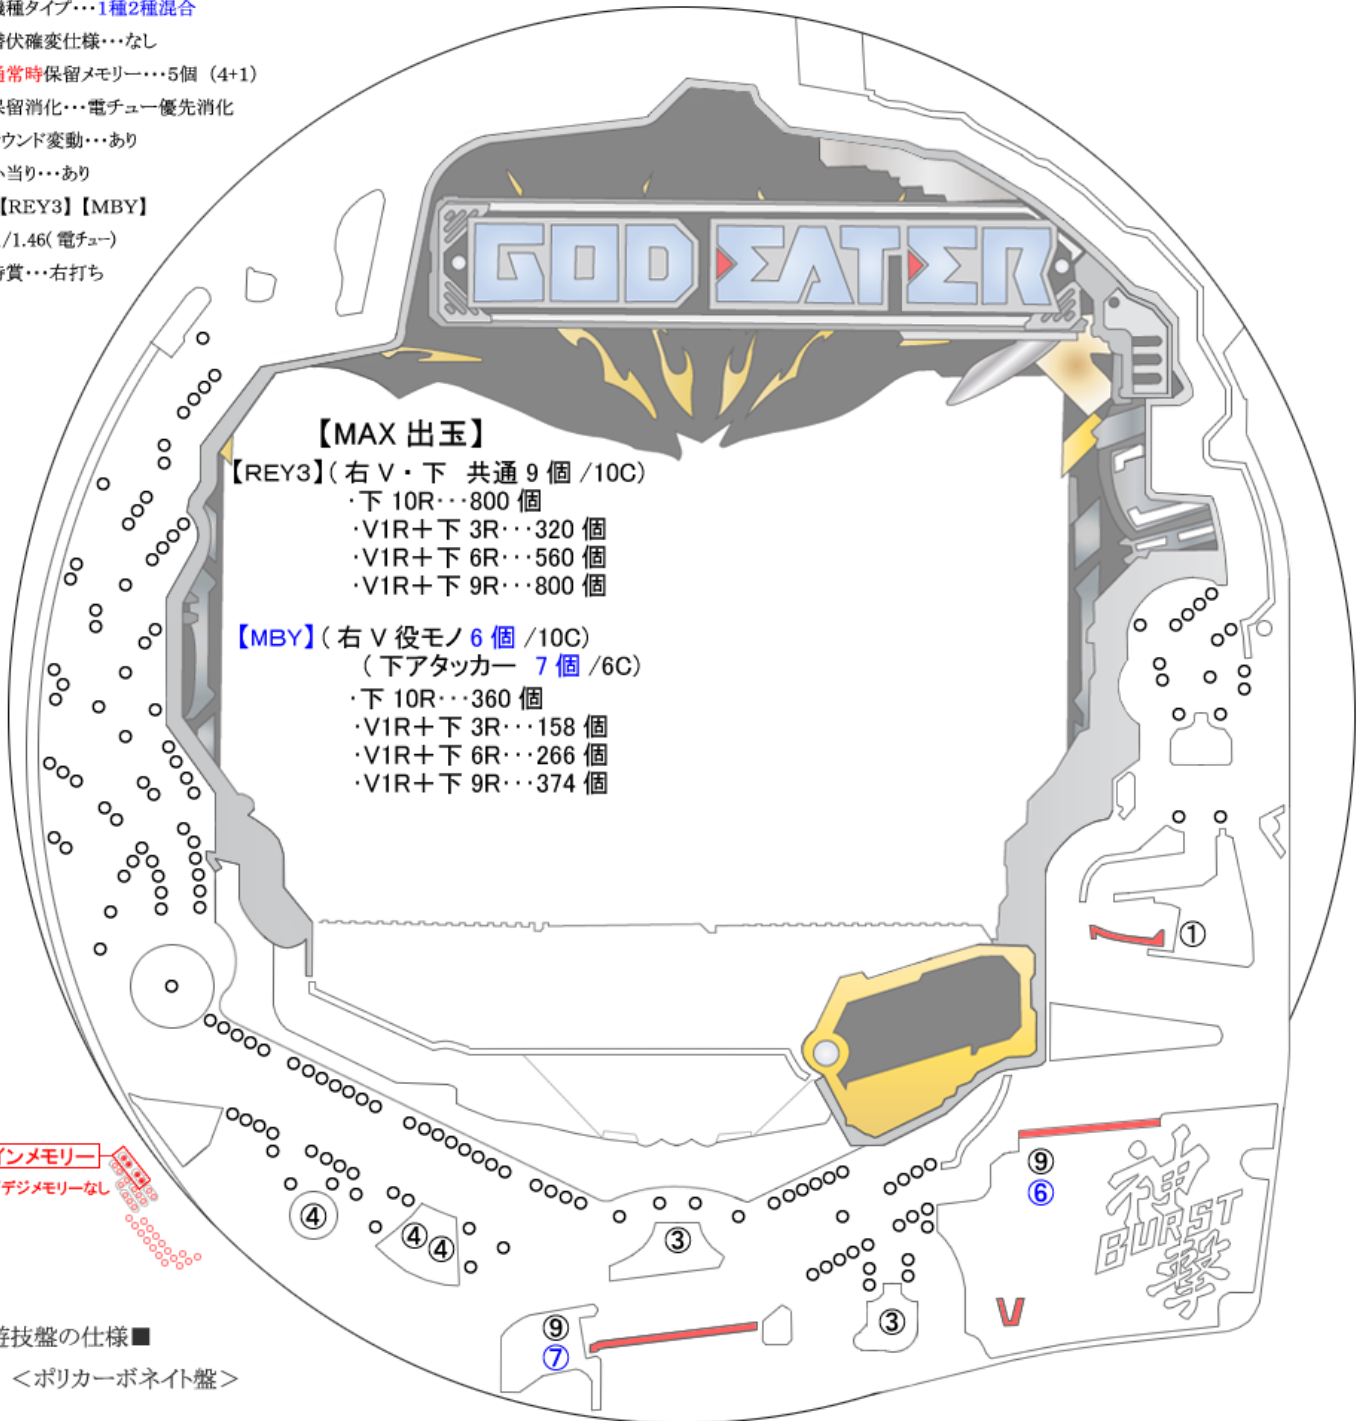 機種タイプ･･･1種2種混合
潜伏確変仕様･･･なし
通常時保留メモリー･･･5個 (4+1)
保留消化･･･電チュー優先消化
ラウンド変動･･･あり
小当り･･･あり
【REY3】【MBY】
/1.46(電チュー)
･･･右打ち
GOD EATER
【MAX 出玉】
【REY3】(右 V・下 共通 9 個 /10C)
･下 10R･･･800 個
･V1R＋下 3R･･･320 個
･V1R＋下 6R･･･560 個
･V1R＋下 9R･･･800 個
【MBY】(右 V 役モノ 6 個 /10C)
(下アタッカー 7 個 /6C)
･下 10R･･･360 個
･V1R＋下 3R･･･158 個
･V1R＋下 6R･･･266 個
･V1R＋下 9R･･･374 個
①
インメモリー
デジメモリーなし
⑨
⑥
神
BURST
撃
④
④④
③
③
V
⑨
⑦
遊技盤の仕様■
＜ポリカーボネイト盤＞